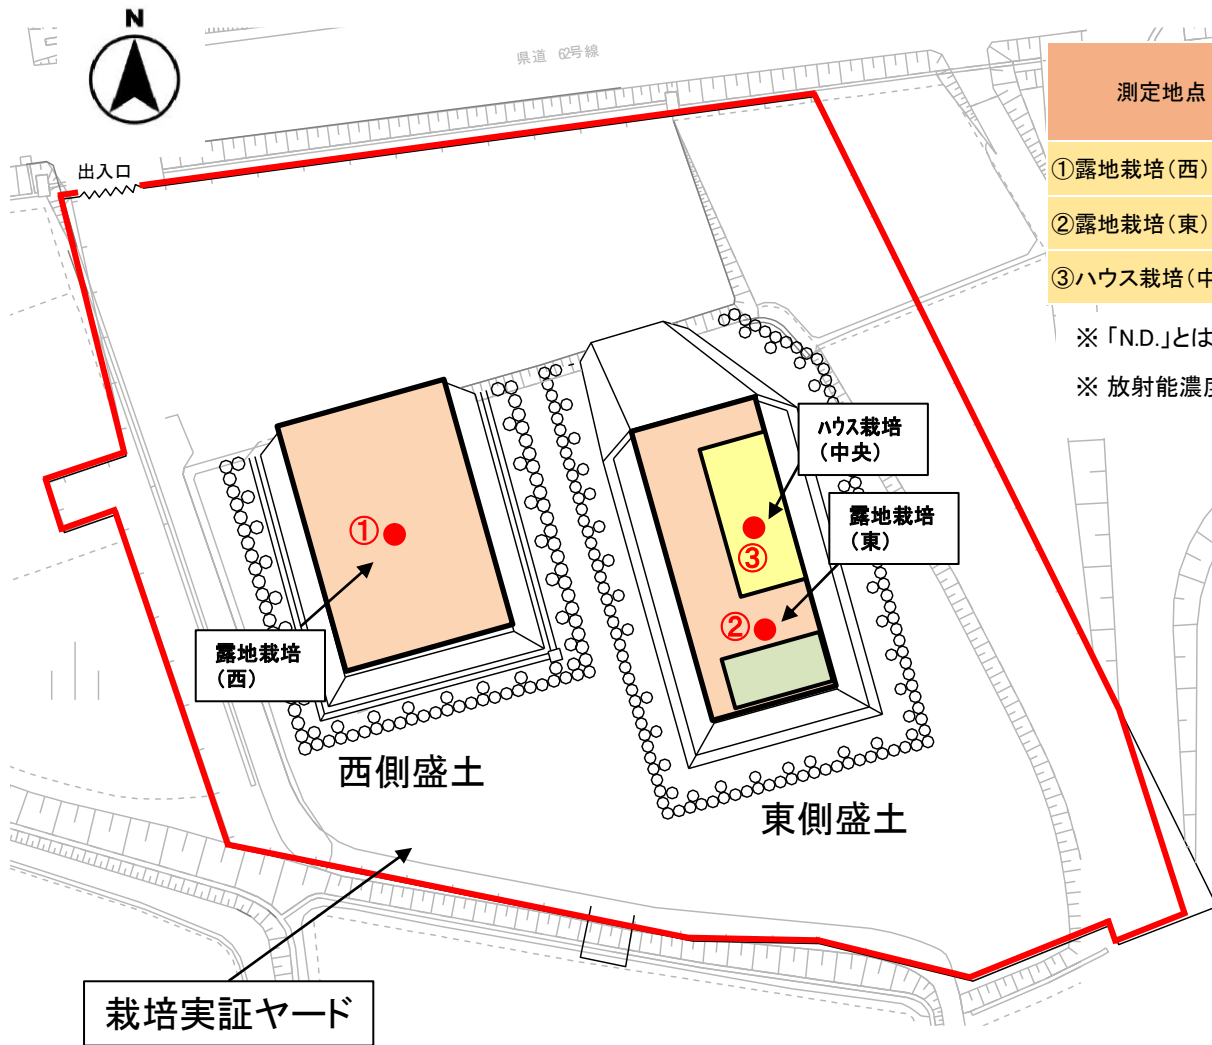 N
県道 62号線
出入口
測定地点
①露地栽培(西)
②露地栽培(東)
③ハウス栽培(中
※ 「N.D.」とは
※ 放射能濃度
ハウス栽培
(中央)
露地栽培
(東)
①
③
②
露地栽培
(西)
西側盛土
東側盛土
栽培実証ヤード